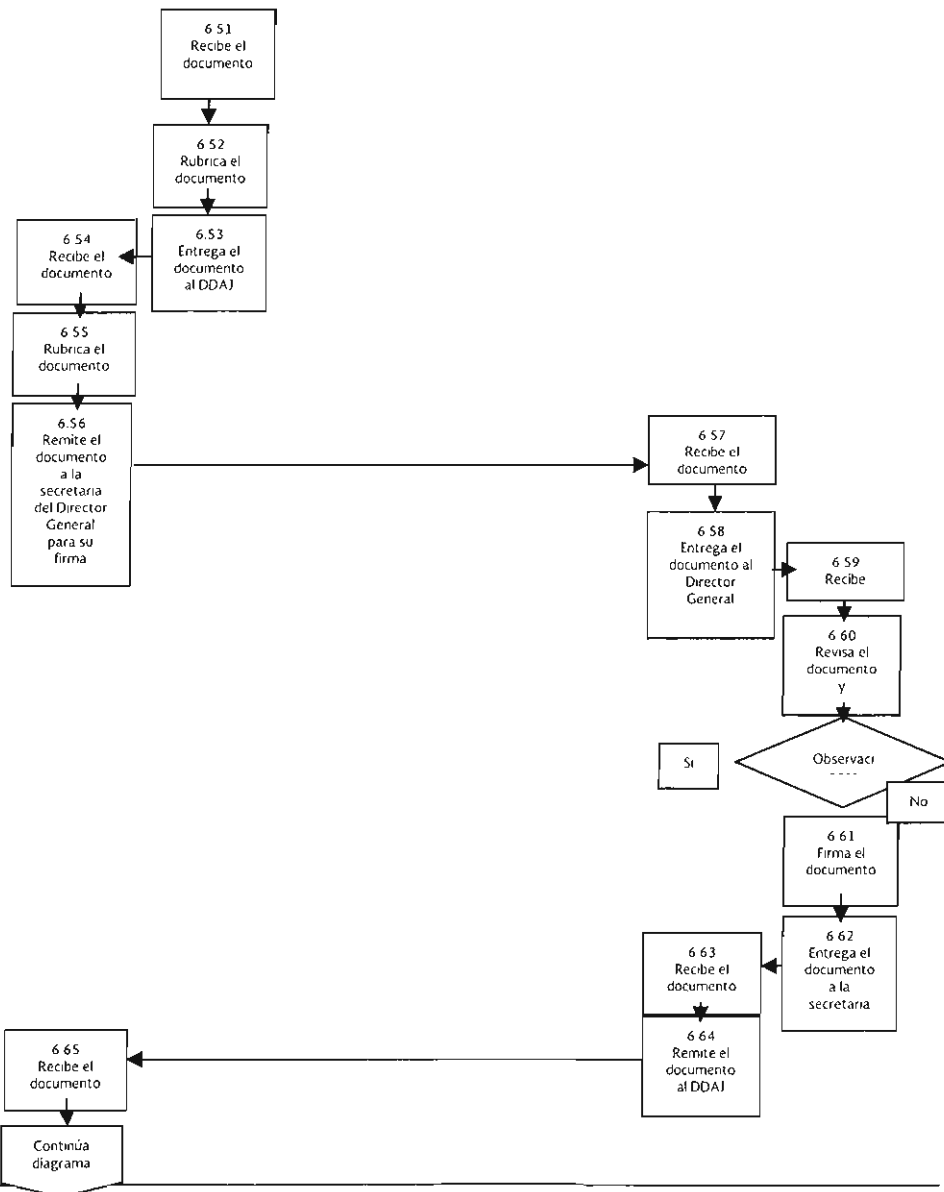 6 51
Recibe el
documento
6 52
Rubrica el
documento
6.53
Entrega el
documento
al DDAJ
6 54
Recibe el
documento
6 55
Rubrica el
documento
6.56
Remite el
documento
a la
secretaria
del Director
General
para su
firma
6 57
Recibe el
documento
6 58
Entrega el
documento al
Director
General
6 59
Recibe
6 60
Revisa el
documento
y
Observaci
Si
No
6 61
Firma el
documento
6 62
Entrega el
documento
a la
secretaria
6 63
Recibe el
documento
6 64
Remite el
documento
al DDAJ
6 65
Recibe el
documento
Continúa
diagrama